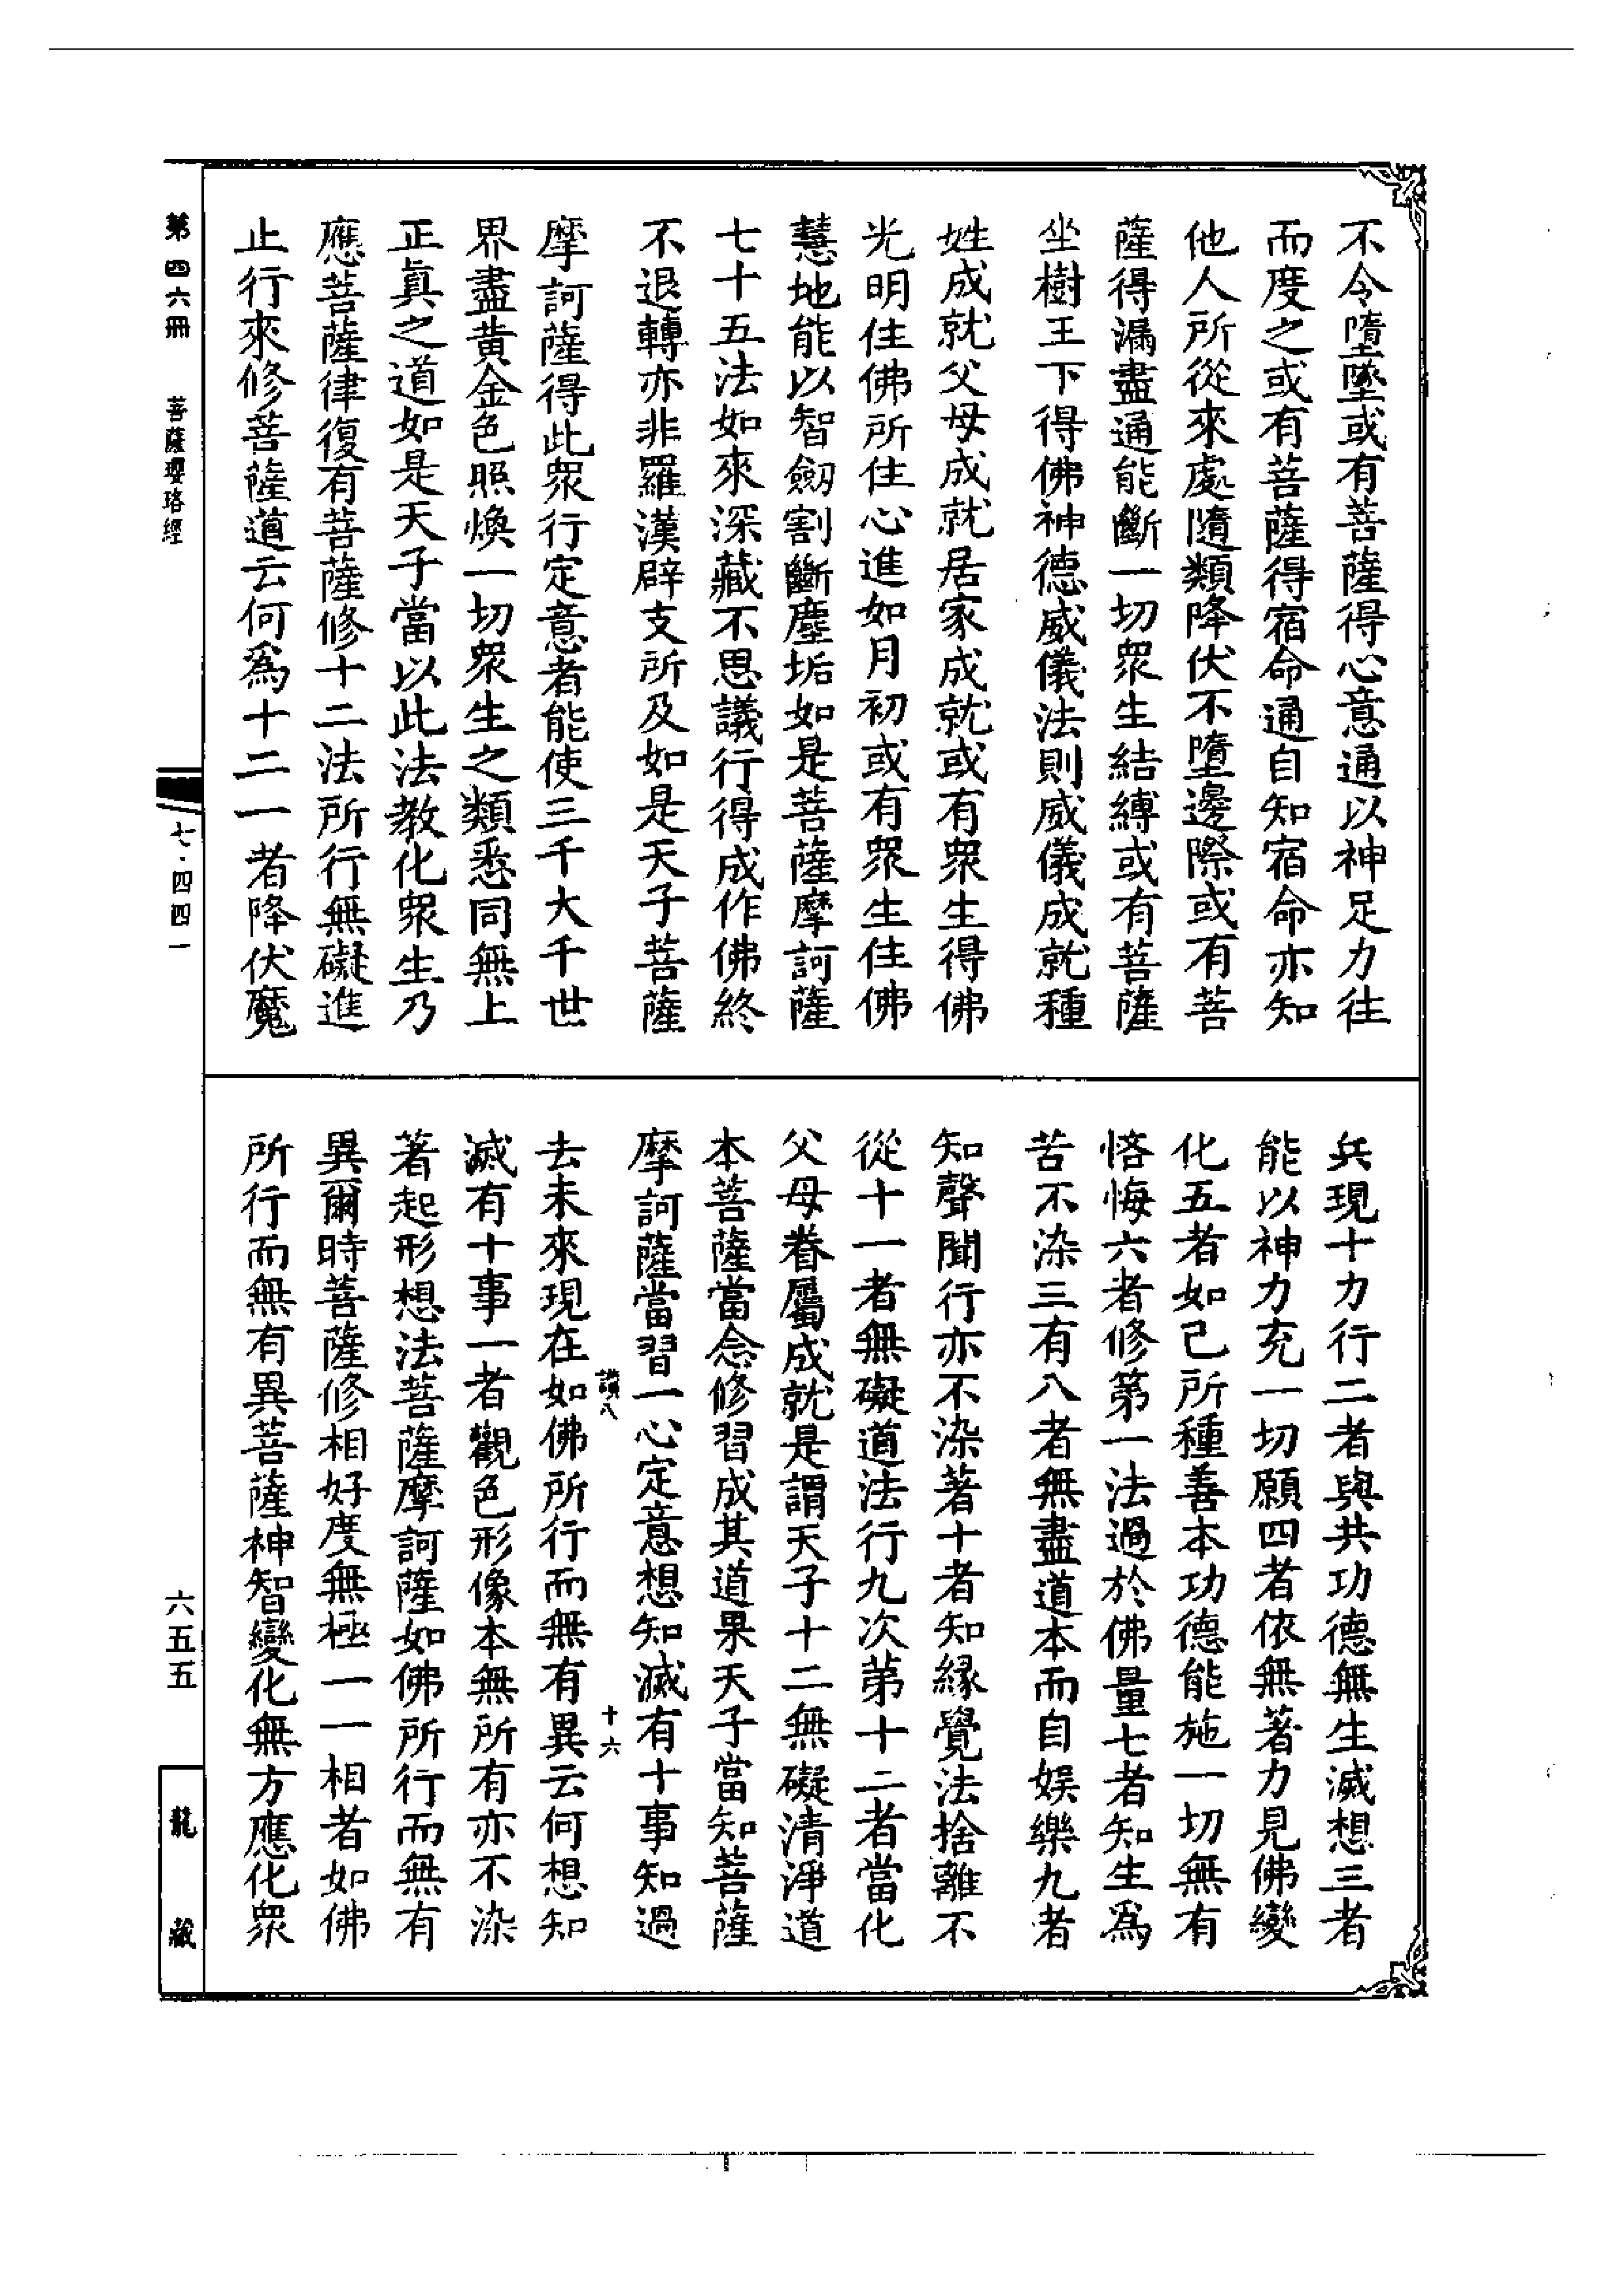 不令墮墜或有菩薩得心意通以神足力往
而度之或有菩薩得宿命通自知宿命亦知
他人所從來處隨類降伏不墮邊際或有菩
薩得漏盡通能斷一切眾生結縛或有菩薩
坐樹王下得佛神德威儀法則威儀成就種
姓成就父母成就居家成就或有眾生得佛
光明住佛所住心進如月初或有眾生住佛
慧地能以智劒割斷塵垢如是菩薩摩訶薩
七十五法如來深藏不思議行得成作佛終
不退轉亦非羅漢辟支所及如是天子菩薩
摩訶薩得此眾行定意者能使三千大千世
界盡黃金色照煥一切眾生之類悉同無上
正真之道如是天子當以此法教化眾生乃
應菩薩律復有菩薩修十二法所行無礙進
止行來修菩薩道云何為十二一者降伏魔
兵現十力行二者與共功德無生滅想三者
能以神力充一切願四者依無著力見佛變
化五者如己所種善本功德能施一切無有
悋悔六者修第一法過於佛量七者知生為
苦不染三有八者無盡道本而自娛樂九者
知聲聞行亦不染著十者知緣覺法捨離不
從十一者無礙道法行九次第十二者當化
父母眷屬成就是謂天子十二無礙清淨道
本菩薩當念修習成其道果天子當知菩薩
摩訶薩當習一心定意想知滅有十事知過
讚八
十六
去未來現在如佛所行而無有異云何想知
滅有十事一者觀色形像本無所有亦不染
著起形想法菩薩摩訶薩如佛所行而無有
異爾時菩薩修相好度無極一一相者如佛
所行而無有異菩薩神智變化無方應化眾
第四六冊
菩薩瓔珞經
七·四四一
六五五
龍藏